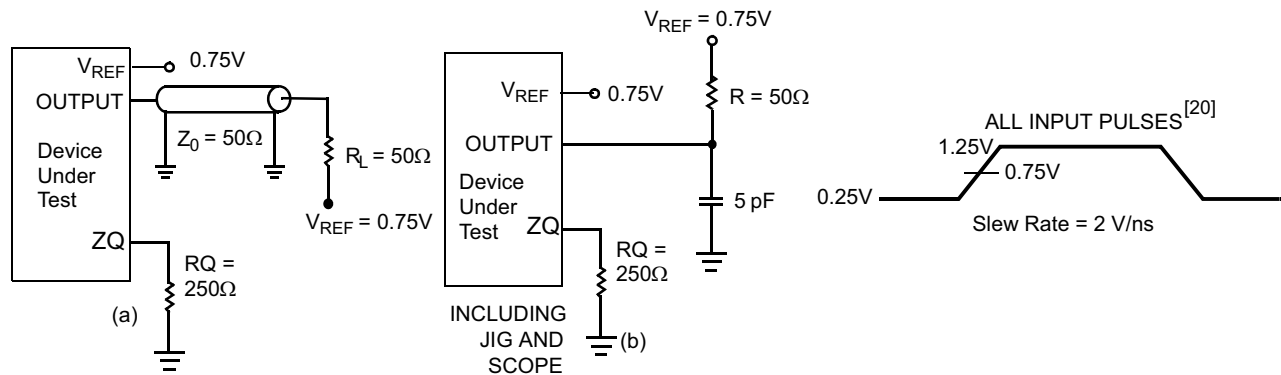 V_REF
0.75V
OUTPUT
Z0 = 50Ω
Device
Under
Test
RL = 50Ω
VREF = 0.75V
ZQ
RQ =
250Ω
(a)
VREF = 0.75V
VREF
0.75V
R = 50Ω
OUTPUT
Device
Under
Test
5 pF
ZQ
RQ =
250Ω
INCLUDING
JIG AND
SCOPE
(b)
ALL INPUT PULSES[20]
1.25V
0.75V
0.25V
Slew Rate = 2 V/ns